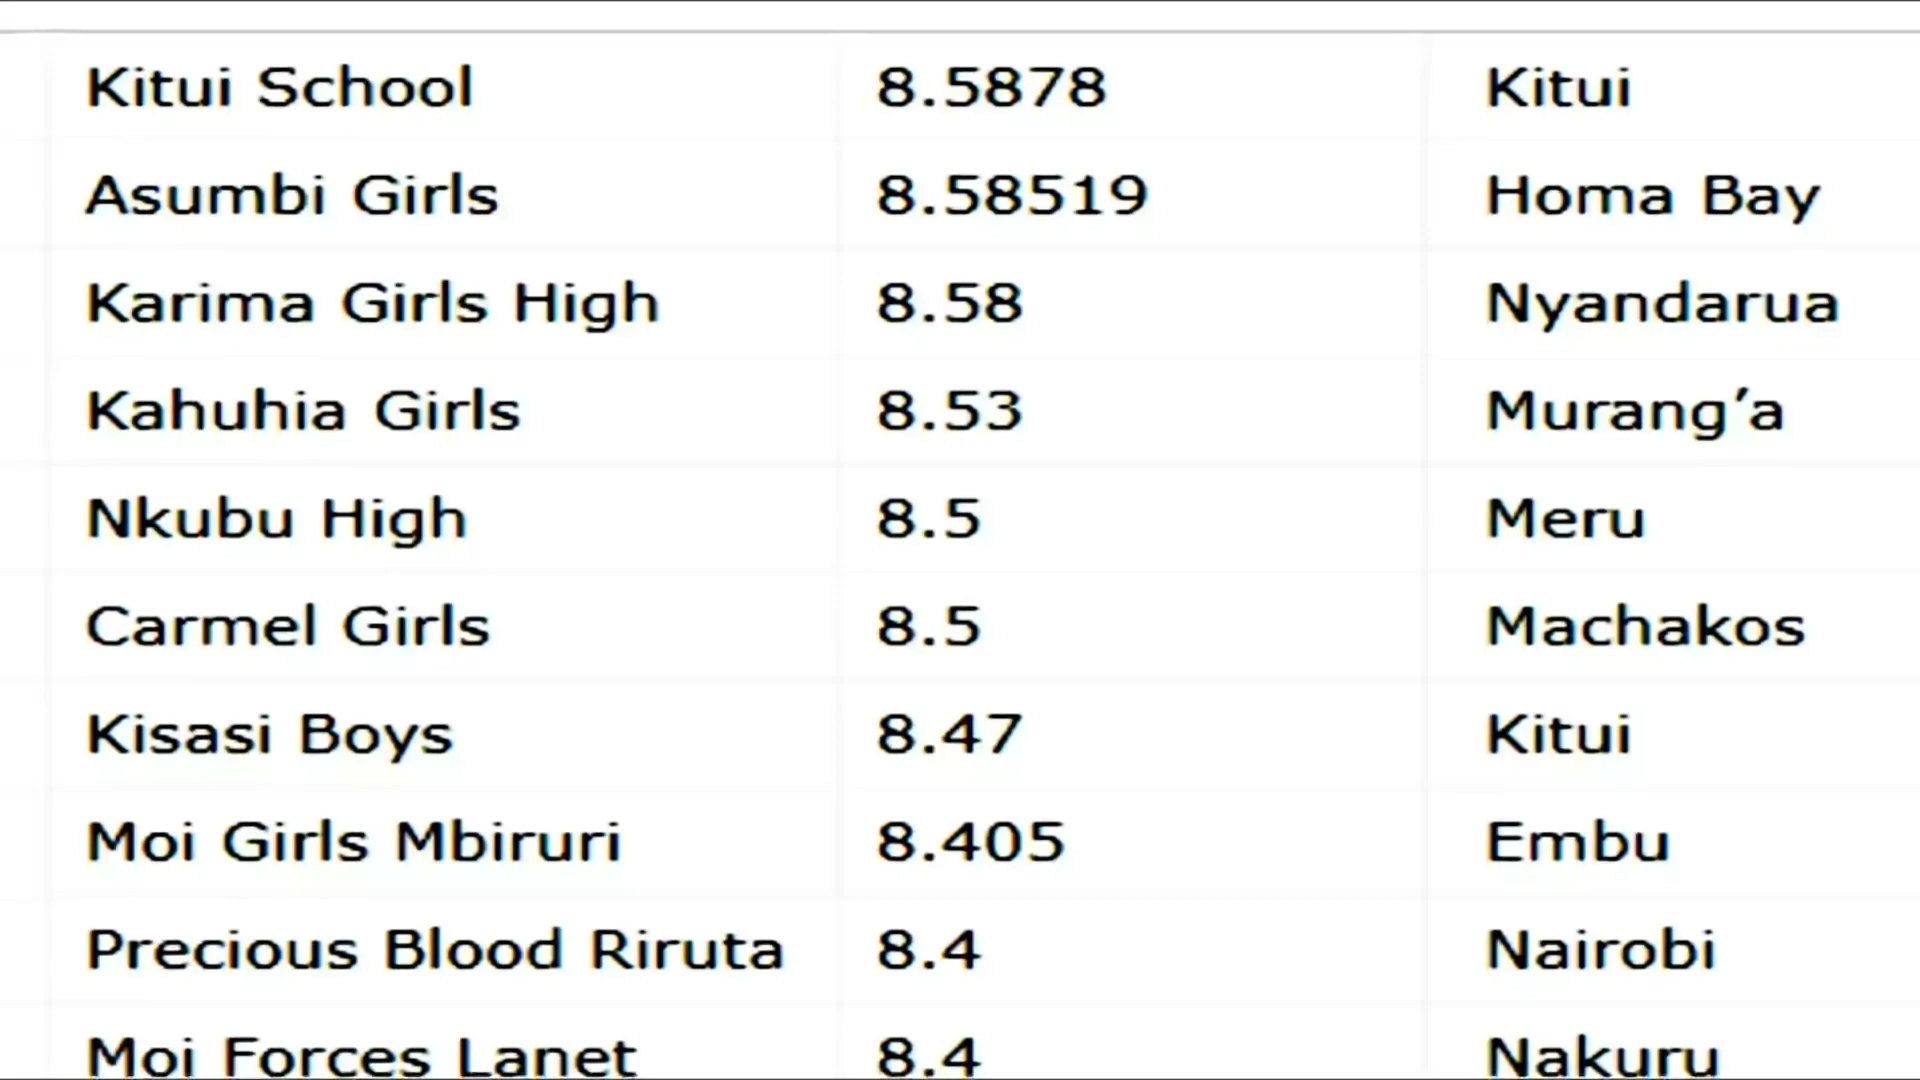 Kitui School 8.5878 Kitui
Asumbi Girls 8.58519 Homa Bay
Karima Girls High 8.58 Nyandarua
Kahuhia Girls 8.53 Murang’a
Nkubu High 8.5 Meru
Carmel Girls 8.5 Machakos
Kisasi Boys 8.47 Kitui
Moi Girls Mbiruri 8.405 Embu
Precious Blood Riruta 8.4 Nairobi
Moi Forces Lanet 8.4 Nakuru